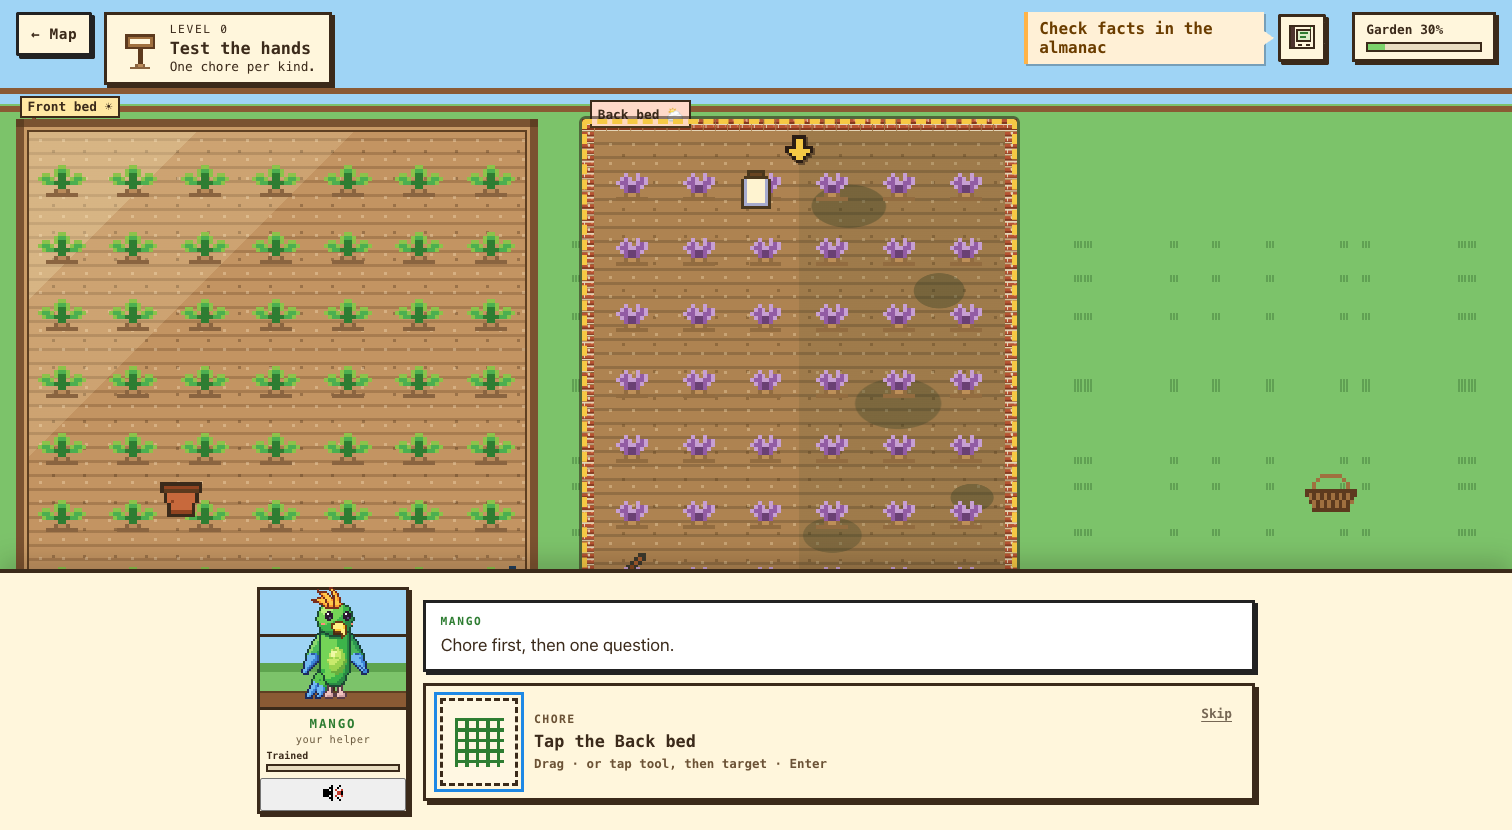 ← Map
LEVEL 0
Test the hands
One chore per kind.
Check facts in the
almanac
Garden 30%
Front bed ☀
Back bed
MANGO
your helper
Trained
MANGO
Chore first, then one question.
CHORE
Tap the Back bed
Drag · or tap tool, then target · Enter
Skip